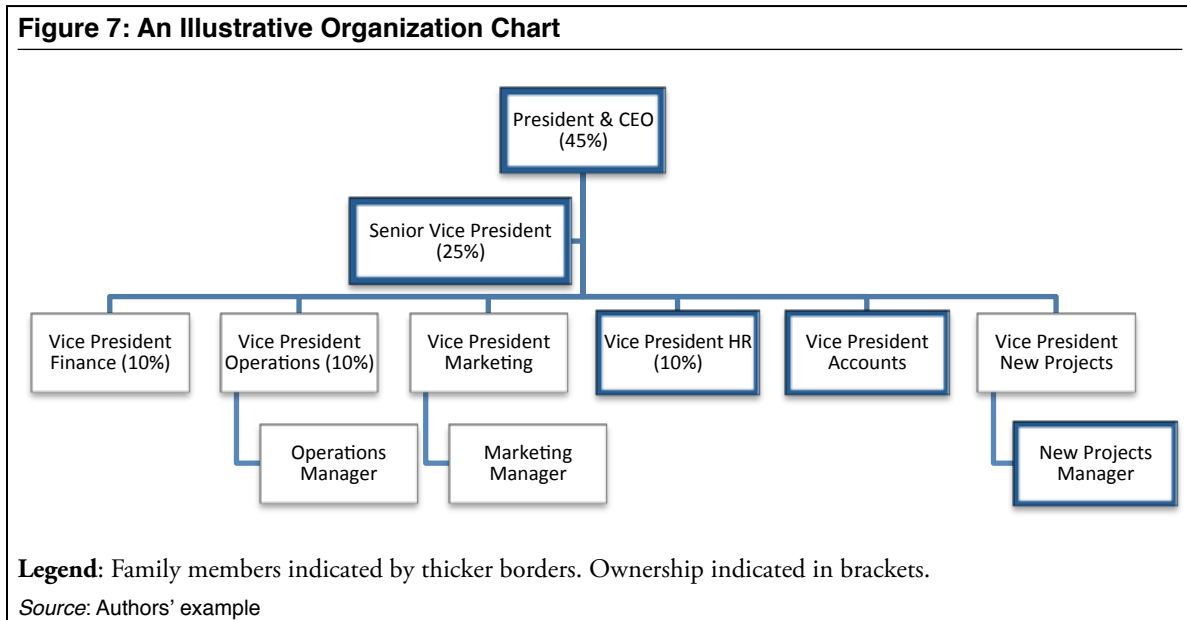 Figure 7: An Illustrative Organization Chart
President & CEO
(45%)
Senior Vice President
(25%)
Vice President
Finance (10%)
Vice President
Operations (10%)
Vice President
Marketing
Vice President HR
(10%)
Vice President
Accounts
Vice President
New Projects
Operations
Manager
Marketing
Manager
New Projects
Manager
Legend: Family members indicated by thicker borders. Ownership indicated in brackets.
Source: Authors' example